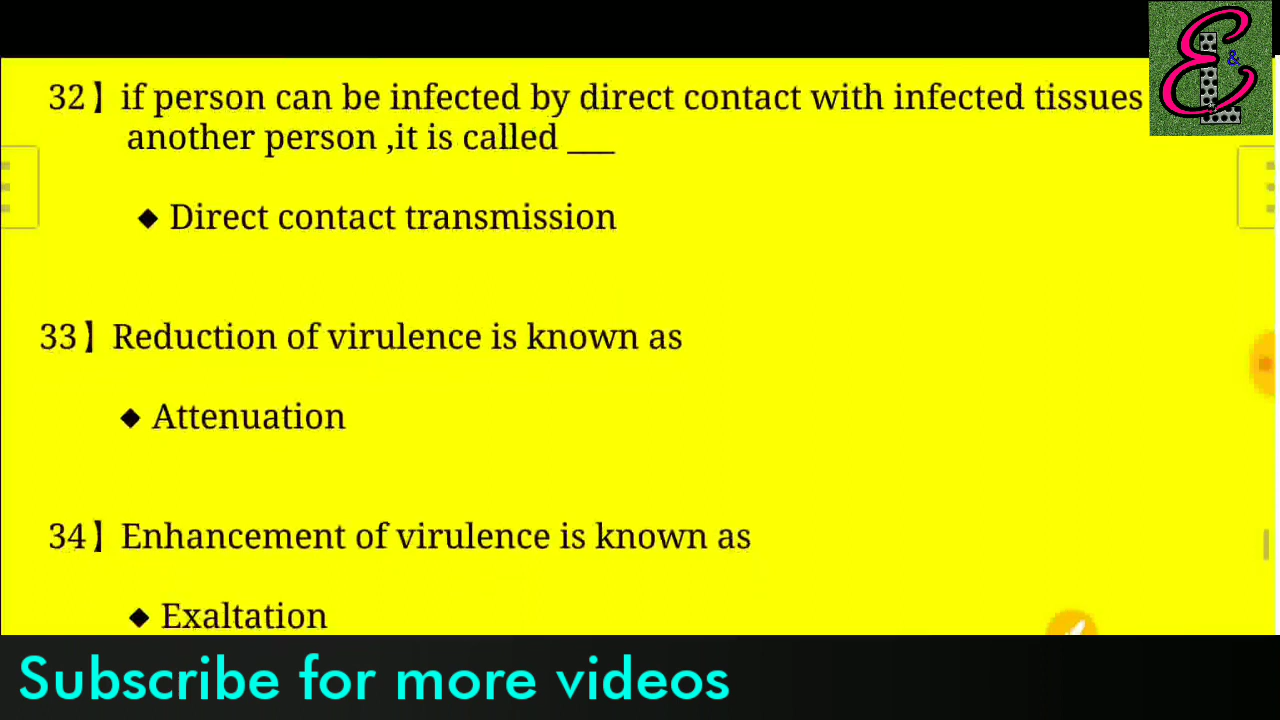 32】if person can be infected by direct contact with infected tissues
another person ,it is called ___
◆ Direct contact transmission
33】Reduction of virulence is known as
◆ Attenuation
34】Enhancement of virulence is known as
◆ Exaltation
Subscribe for more videos
E & L